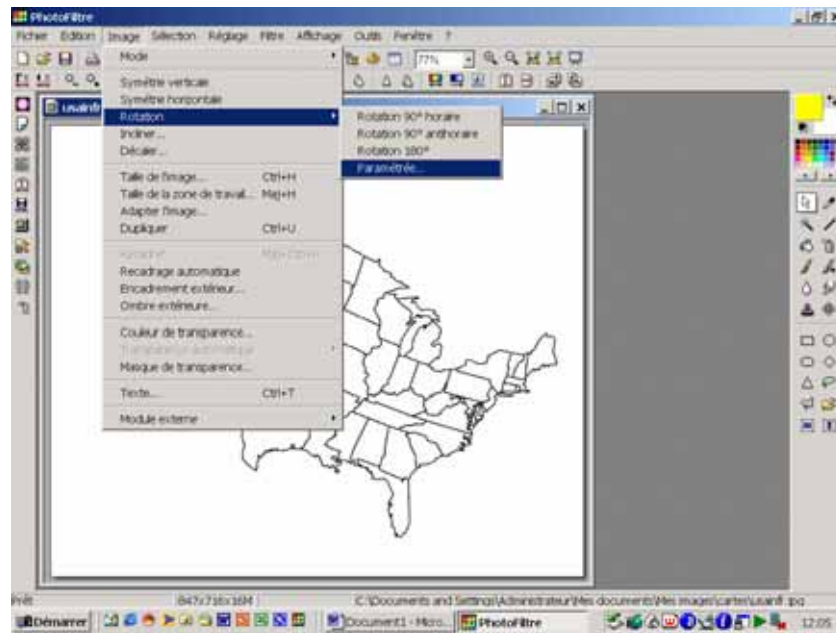 PhotoFiltre
Fichier Edition Image Sélection Réglage Filtre Affichage Outils Fenêtre ?
77%
Mode
Symétrie verticale
Symétrie horizontale
Rotation
Incliner...
Décaler...
Taille de l'image... Ctrl+H
Taille de la zone de travail... Maj+H
Adapter l'image...
Dupliquer Ctrl+U
Recadrer
Recadrage automatique
Encadrement extérieur...
Ombre extérieure...
Couleur de transparence...
Transparence automatique
Masque de transparence...
Texte... Ctrl+T
Module externe
Rotation 90° horaire
Rotation 90° antihoraire
Rotation 180°
Paramétrée...
Prêt 847x716x16M C:\Documents and Settings\Administrateur\Mes documents\Mes images\cartes\
Démarrer Document1 - Micro... PhotoFiltre 12:05